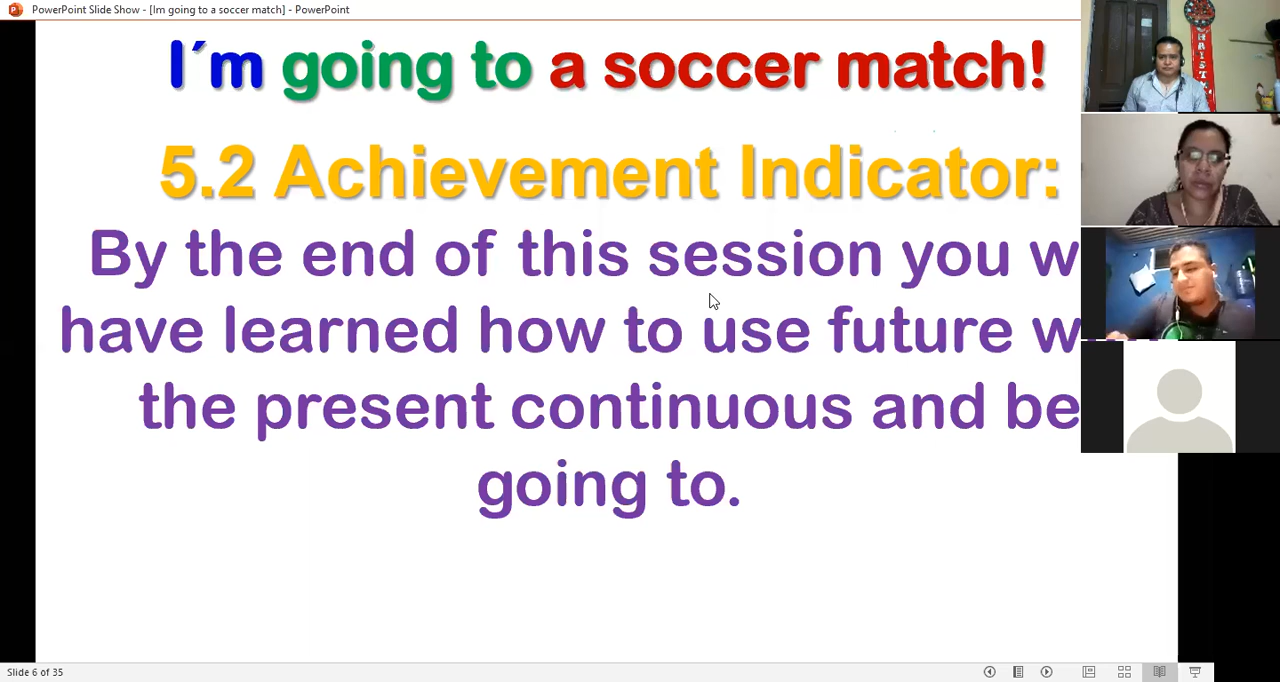 PowerPoint Slide Show - [Im going to a soccer match] - PowerPoint
I´m going to a soccer match!
5.2 Achievement Indicator:
By the end of this session you
have learned how to use future
the present continuous and be
going to.
Slide 6 of 35